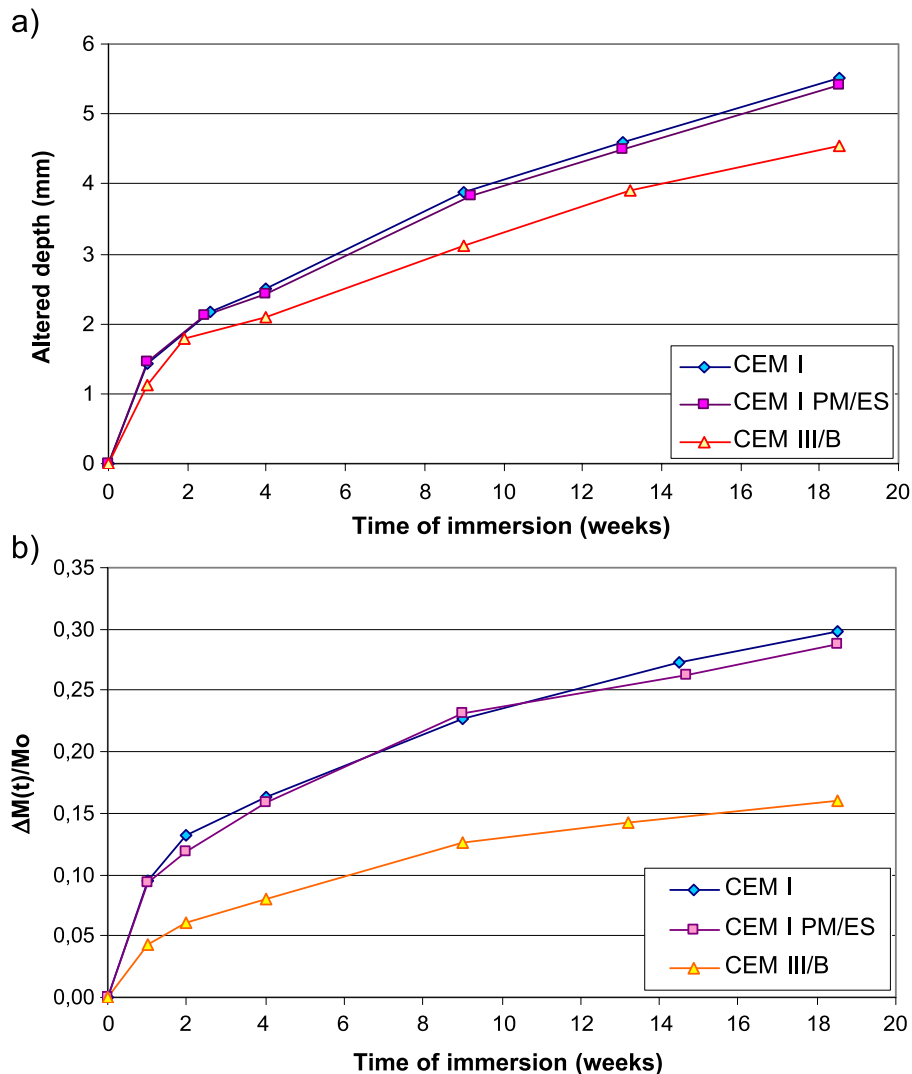 a)
Altered depth (mm)
6
5
4
3
2
1
0
0 2 4 6 8 10 12 14 16 18 20
Time of immersion (weeks)
CEM I
CEM I PM/ES
CEM III/B
b)
ΔM(t)/Mo
0,35
0,30
0,25
0,20
0,15
0,10
0,05
0,00
0 2 4 6 8 10 12 14 16 18 20
Time of immersion (weeks)
CEM I
CEM I PM/ES
CEM III/B